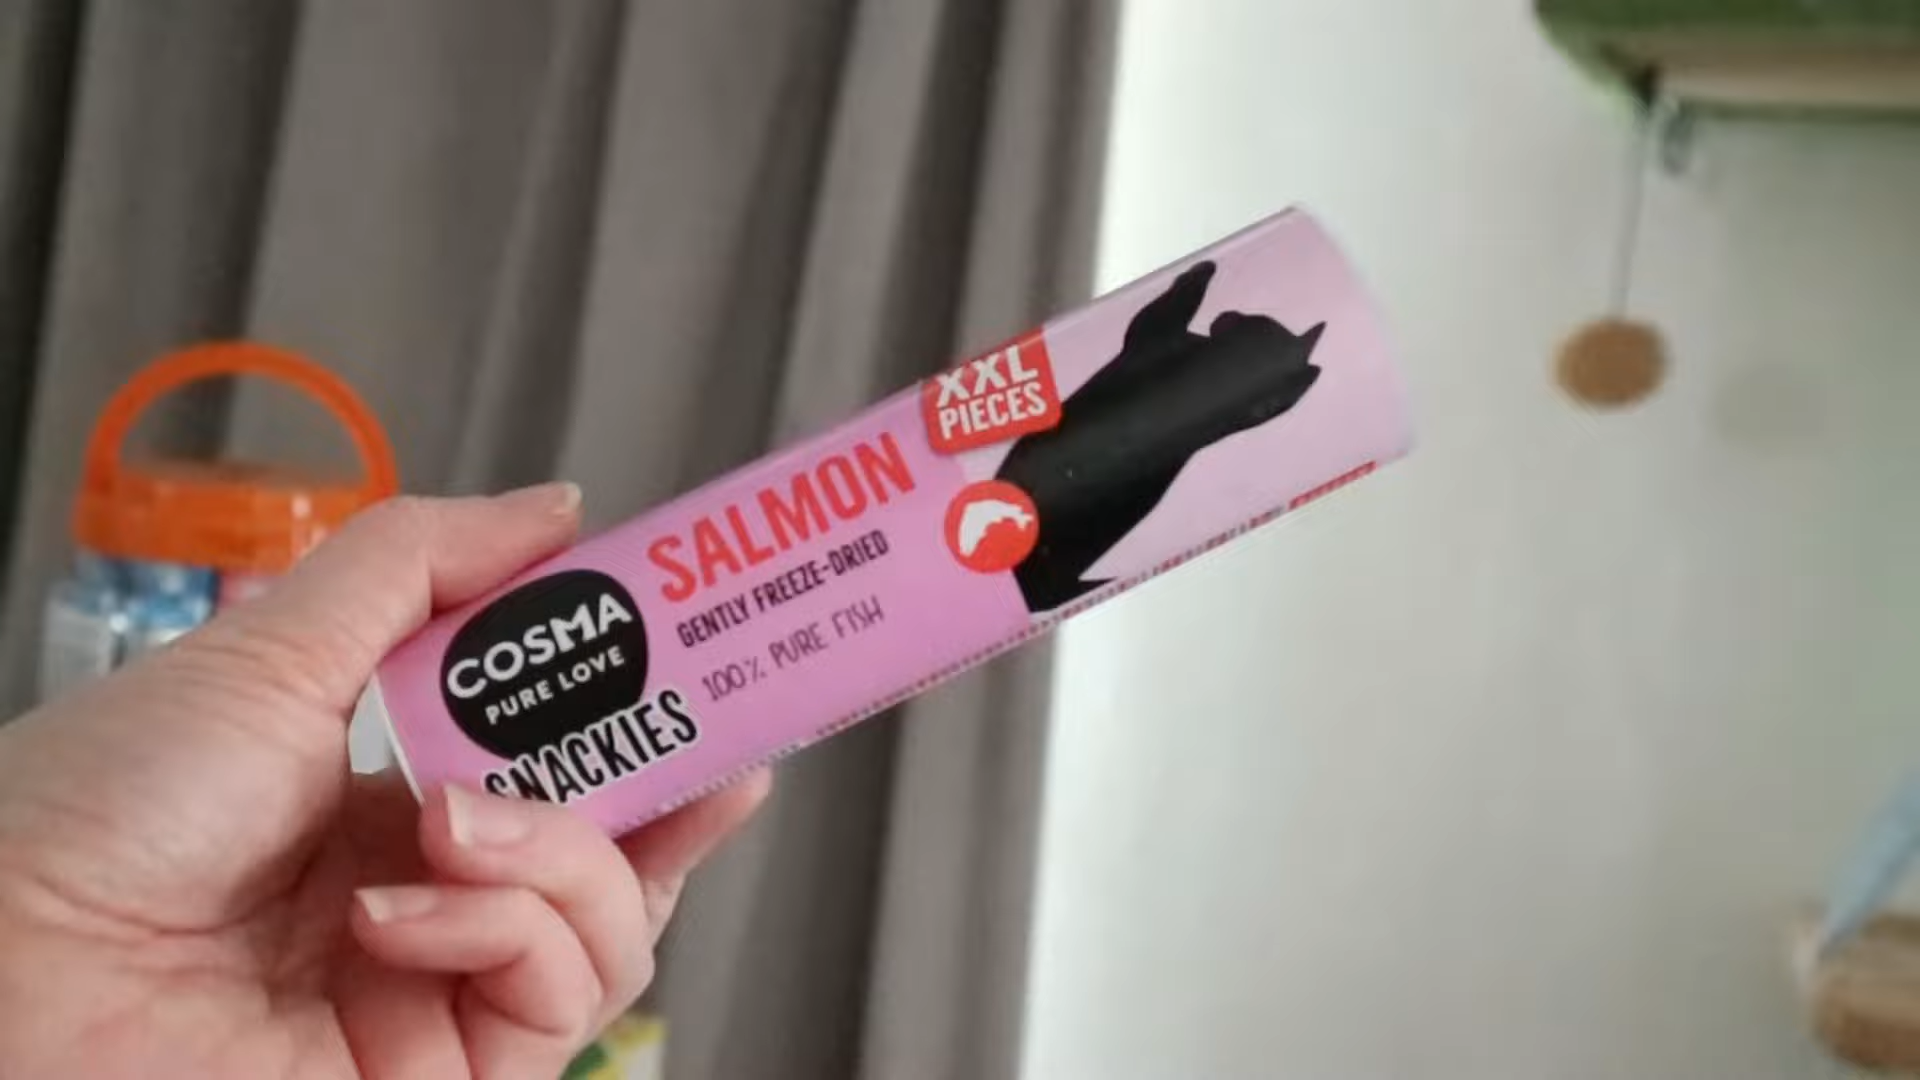 XXL
PIECES
SALMON
GENTLY FREEZE-DRIED
100% PURE FISH
COSMA
PURE LOVE
SNACKIES